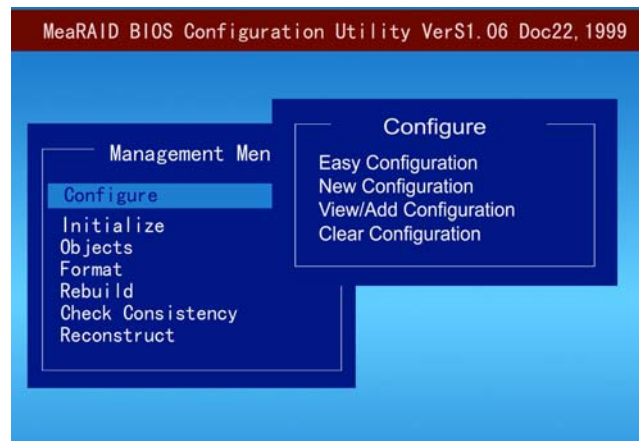 MeaRAID BIOS Configuration Utility VerS1.06 Doc22,1999
Management Men
Configure
Initialize
Objects
Format
Rebuild
Check Consistency
Reconstruct
Configure
Easy Configuration
New Configuration
View/Add Configuration
Clear Configuration